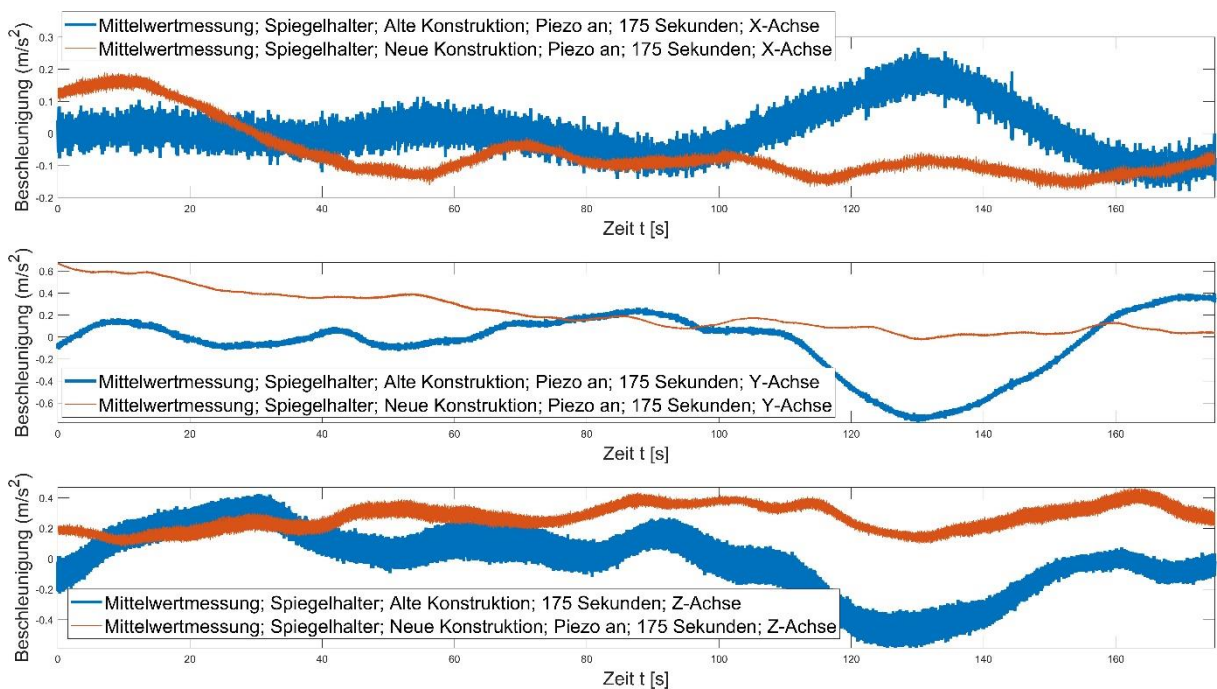 Mittelwertmessung; Spiegelhalter; Alte Konstruktion; Piezo an; 175 Sekunden; X-Achse
Mittelwertmessung; Spiegelhalter; Neue Konstruktion; Piezo an; 175 Sekunden; X-Achse
Beschleunigung (m/s²)
0.3
0.2
0.1
0
-0.1
-0.2
0 20 40 60 80 100 120 140 160
Zeit t [s]
Beschleunigung (m/s²)
0.6
0.4
0.2
0
-0.2
-0.4
-0.6
Mittelwertmessung; Spiegelhalter; Alte Konstruktion; Piezo an; 175 Sekunden; Y-Achse
Mittelwertmessung; Spiegelhalter; Neue Konstruktion; Piezo an; 175 Sekunden; Y-Achse
0 20 40 60 80 100 120 140 160
Zeit t [s]
Beschleunigung (m/s²)
0.4
0.2
0
-0.2
-0.4
Mittelwertmessung; Spiegelhalter; Alte Konstruktion; 175 Sekunden; Z-Achse
Mittelwertmessung; Spiegelhalter; Neue Konstruktion; Piezo an; 175 Sekunden; Z-Achse
0 20 40 60 80 100 120 140 160
Zeit t [s]